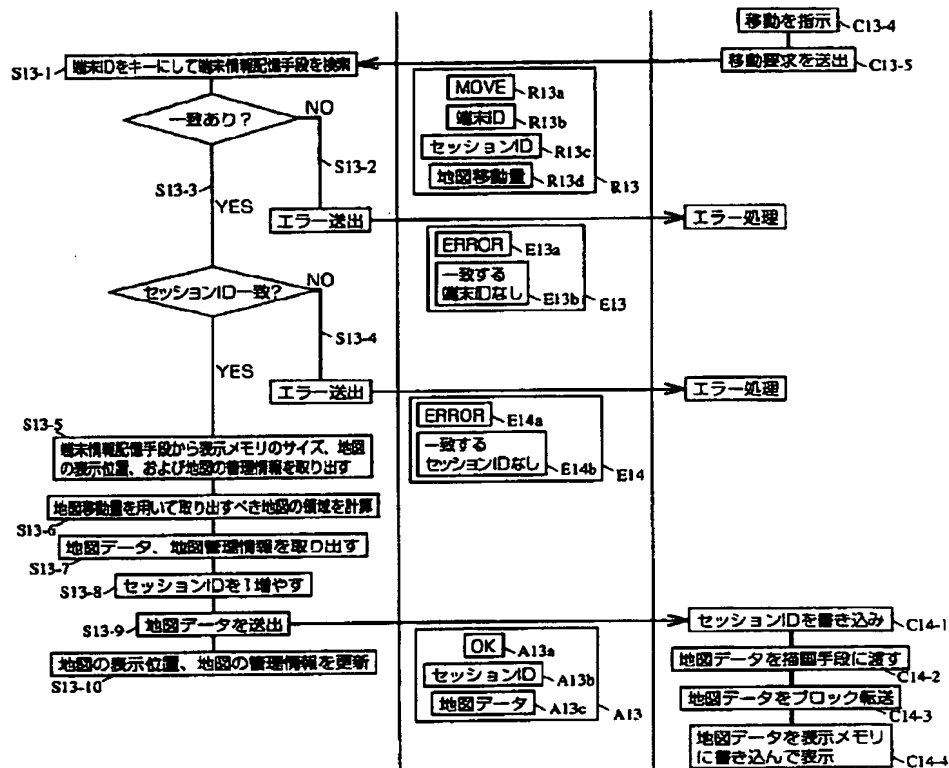 移動を指示
C13-4
S13-1
端末IDをキーにして端末情報記憶手段を検索
移動要求を送出
C13-5
MOVE
R13a
端末ID
R13b
セッションID
R13c
地図移動量
R13d
R13
一致あり?
NO
S13-2
S13-3
YES
エラー送出
エラー処理
ERROR
E13a
一致する
端末IDなし
E13b
E13
セッションID一致?
NO
S13-4
YES
エラー送出
エラー処理
ERROR
E14a
一致する
セッションIDなし
E14b
E14
S13-5
端末情報記憶手段から表示メモリのサイズ、地図
の表示位置、および地図の管理情報を取り出す
地図移動量を用いて取り出すべき地図の領域を計算
S13-6
地図データ、地図管理情報を取り出す
S13-7
セッションIDを1増やす
S13-8
地図データを送出
S13-9
地図の表示位置、地図の管理情報を更新
S13-10
OK
A13a
セッションID
A13b
地図データ
A13c
A13
セッションIDを書き込み
C14-1
地図データを描画手段に渡す
C14-2
地図データをブロック転送
C14-3
地図データを表示メモリ
に書き込んで表示
C14-4